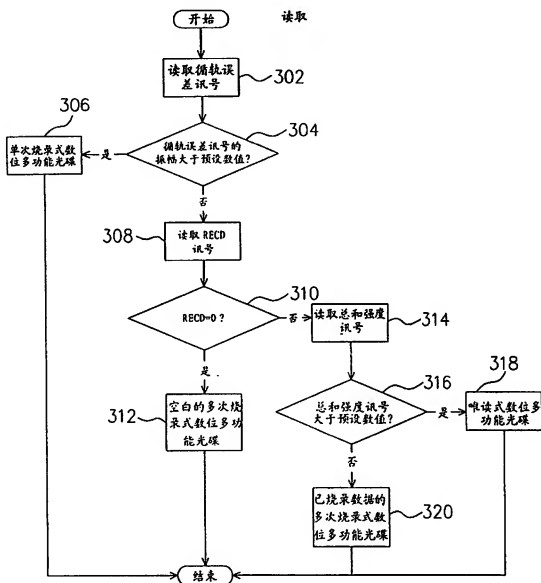 开始
读取
读取循轨误
差讯号
302
304
306
循轨误差讯号的
振幅大于预设数值？
是
单次烧录式数
位多功能光碟
否
308
读取RECD
讯号
310
RECD=0？
否
读取总和强度
讯号
314
是
312
空白的多次烧
录式数位多功
能光碟
316
总和强度讯号
大于预设数值？
是
318
唯读式数位多
功能光碟
否
已烧录数据的
多次烧录式数
位多功能光碟
320
结束